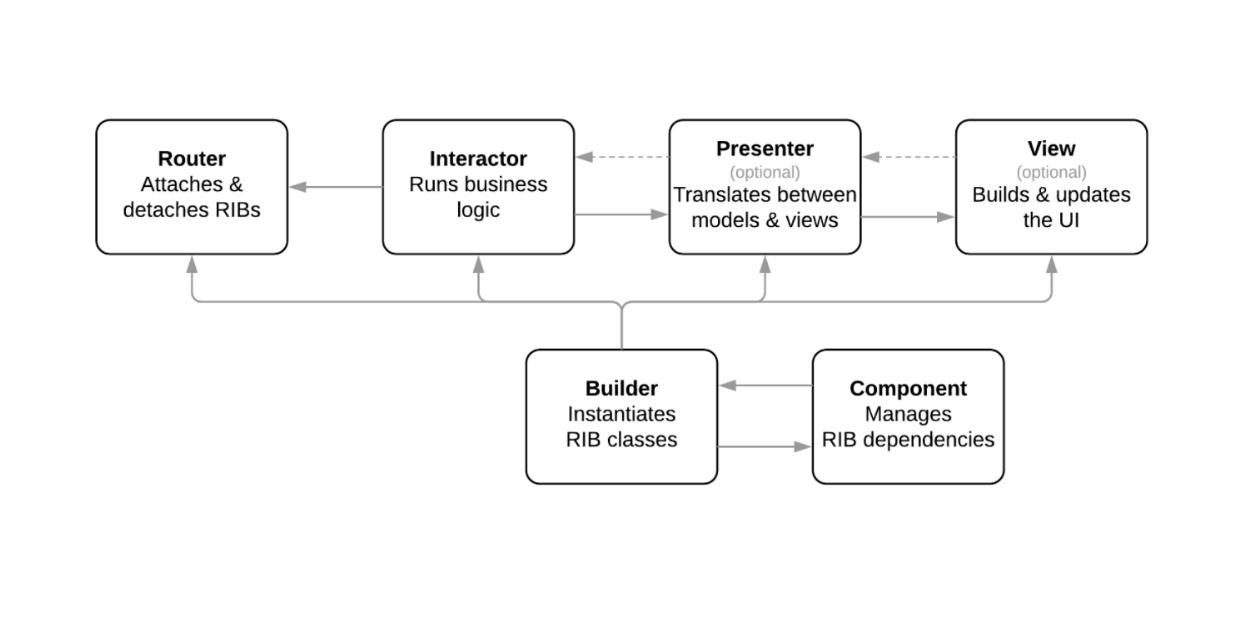 Router
Attaches &
detaches RIBs
Interactor
Runs business
logic
Presenter
(optional)
Translates between
models & views
View
(optional)
Builds & updates
the UI
Builder
Instantiates
RIB classes
Component
Manages
RIB dependencies